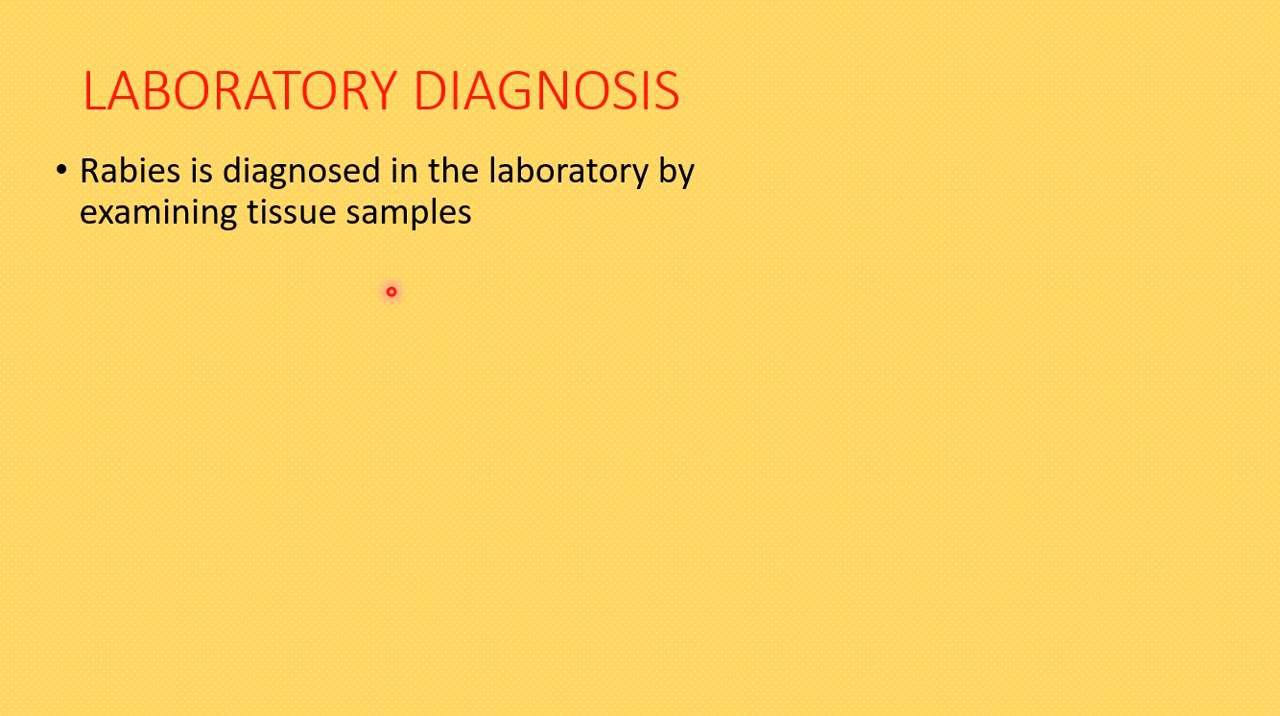 LABORATORY DIAGNOSIS
• Rabies is diagnosed in the laboratory by
examining tissue samples